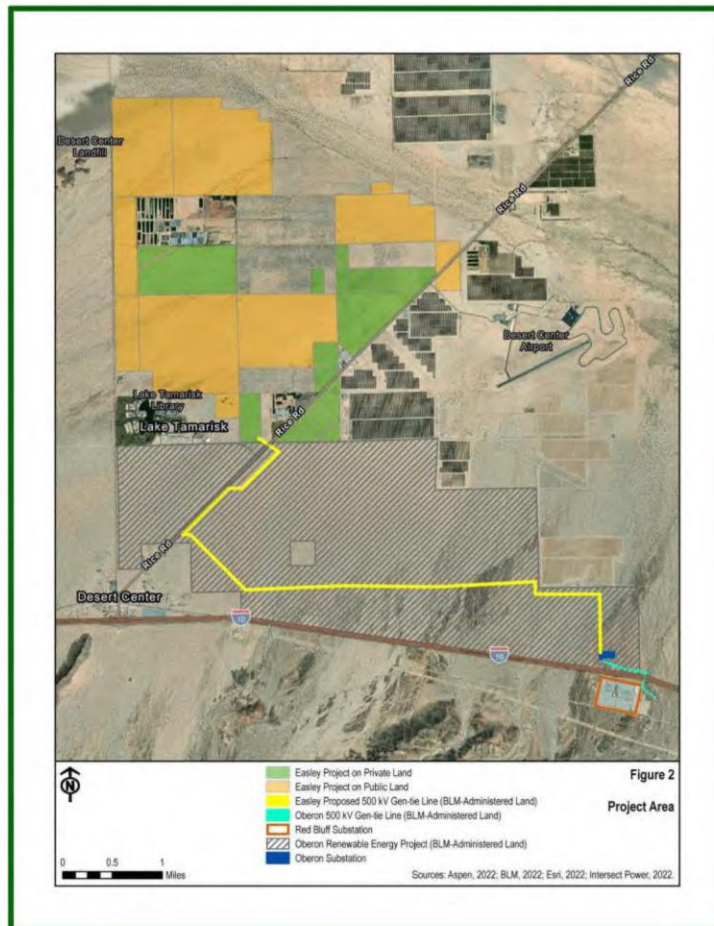 Rice Rd
Desert Center
Landfill
Rice Rd
Desert Center
Airport
Lake Tamarisk
Library
Lake Tamarisk
Rice Rd
Rice Rd
Desert Center
10
10
N
0 0.5 1
Miles
Easley Project on Private Land
Easley Project on Public Land
Easley Proposed 500 kV Gen-tie Line (BLM-Administered Land)
Oberon 500 kV Gen-tie Line (BLM-Administered Land)
Red Bluff Substation
Oberon Renewable Energy Project (BLM-Administered Land)
Oberon Substation
Figure 2
Project Area
Sources: Aspen, 2022; BLM, 2022; Esri, 2022; Intersect Power, 2022.